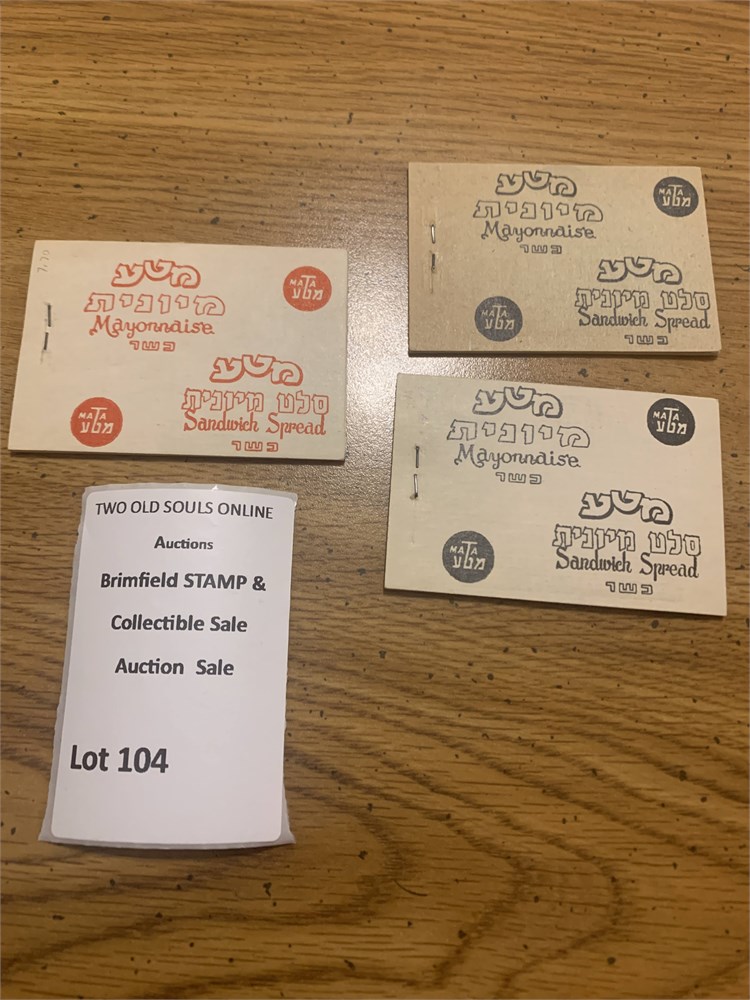 מטע
MATA
מטע
מיונית
Mayonnaise
כשר
מטע
סלט מיונית
Sandwich Spread
כשר
MATA
מטע
מטע
MATA
מטע
מיונית
Mayonnaise
כשר
מטע
סלט מיונית
Sandwich Spread
כשר
MATA
מטע
מטע
MATA
מטע
מיונית
Mayonnaise
כשר
מטע
סלט מיונית
Sandwich Spread
כשר
MATA
מטע
TWO OLD SOULS ONLINE
Auctions
Brimfield STAMP &
Collectible Sale
Auction Sale
Lot 104